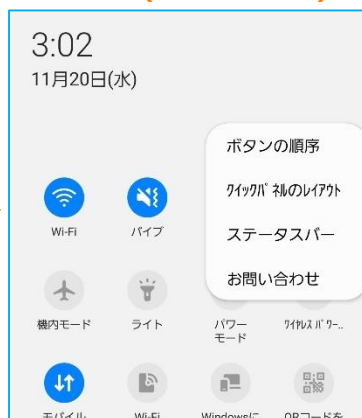 3:02
11月20日(水)
ボタンの順序
クイックパネルのレイアウト
ステータスバー
お問い合わせ
Wi-Fi
バイブ
機内モード
ライト
パワー
モード
ワイヤレス パワー..
モバイル
Wi-Fi
Windowsに
QRコードを